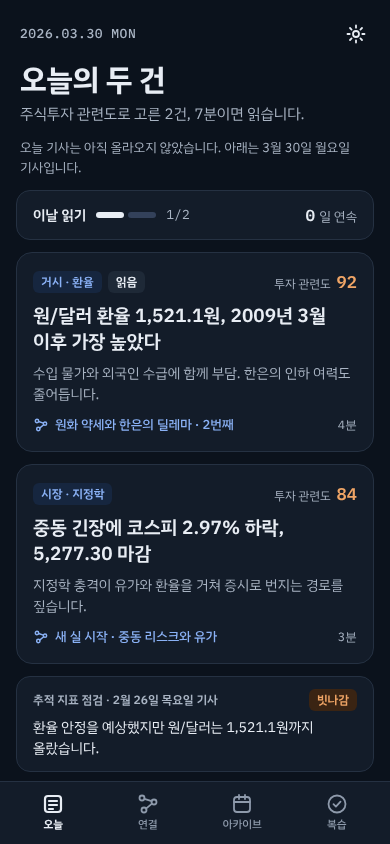 2026.03.30 MON
오늘의 두 건
주식투자 관련도로 고른 2건, 7분이면 읽습니다.
오늘 기사는 아직 올라오지 않았습니다. 아래는 3월 30일 월요일
기사입니다.
이날 읽기 1/2 0 일 연속
거시 · 환율 읽음 투자 관련도 92
원/달러 환율 1,521.1원, 2009년 3월
이후 가장 높았다
수입 물가와 외국인 수급에 함께 부담. 한은의 인하 여력도
줄어듭니다.
원화 약세와 한은의 딜레마 · 2번째 4분
시장 · 지정학 투자 관련도 84
중동 긴장에 코스피 2.97% 하락,
5,277.30 마감
지정학 충격이 유가와 환율을 거쳐 증시로 번지는 경로를
짚습니다.
새 실 시작 · 중동 리스크와 유가 3분
추적 지표 점검 · 2월 26일 목요일 기사 빗나감
환율 안정을 예상했지만 원/달러는 1,521.1원까지
올랐습니다.
오늘 연결 아카이브 복습